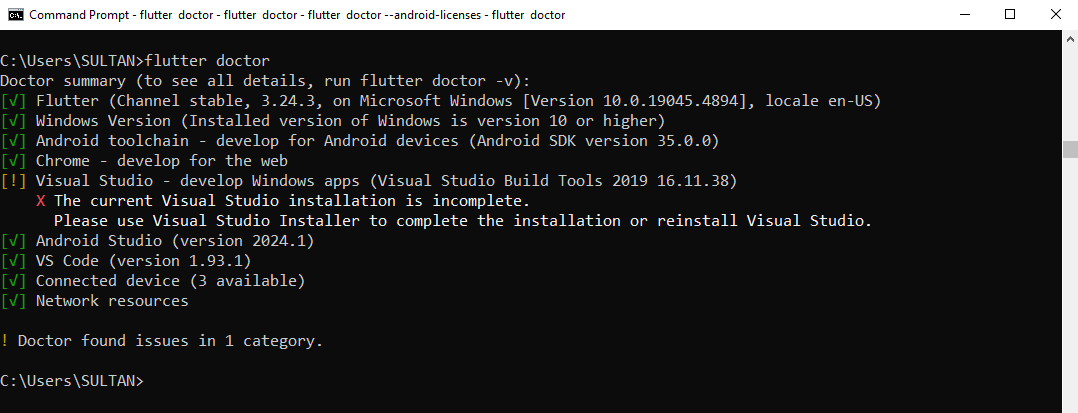 Command Prompt - flutter doctor - flutter doctor - flutter doctor --android-licenses - flutter doctor
C:\Users\SULTAN>flutter doctor
Doctor summary (to see all details, run flutter doctor -v):
[√] Flutter (Channel stable, 3.24.3, on Microsoft Windows [Version 10.0.19045.4894], locale en-US)
[√] Windows Version (Installed version of Windows is version 10 or higher)
[√] Android toolchain - develop for Android devices (Android SDK version 35.0.0)
[√] Chrome - develop for the web
[!] Visual Studio - develop Windows apps (Visual Studio Build Tools 2019 16.11.38)
    X The current Visual Studio installation is incomplete.
      Please use Visual Studio Installer to complete the installation or reinstall Visual Studio.
[√] Android Studio (version 2024.1)
[√] VS Code (version 1.93.1)
[√] Connected device (3 available)
[√] Network resources
! Doctor found issues in 1 category.
C:\Users\SULTAN>